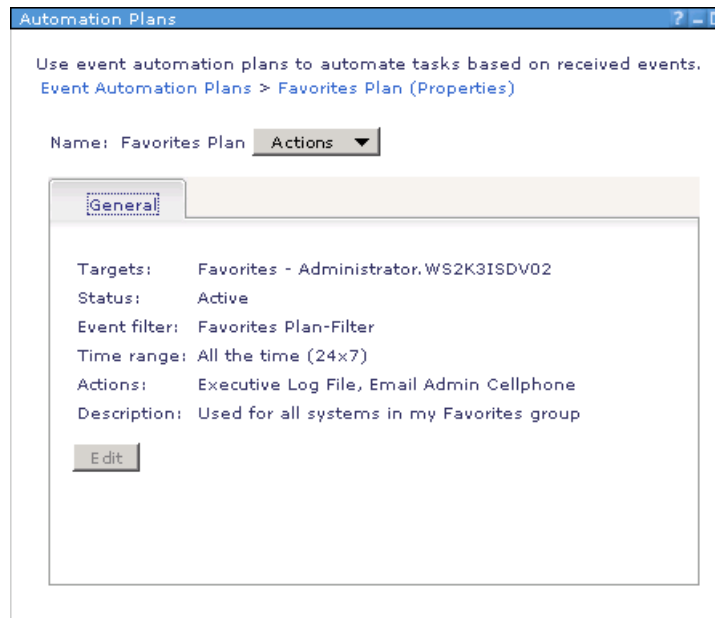 Automation Plans
Use event automation plans to automate tasks based on received events.
Event Automation Plans > Favorites Plan (Properties)
Name: Favorites Plan Actions
General
Targets: Favorites - Administrator.WS2K3ISDV02
Status: Active
Event filter: Favorites Plan-Filter
Time range: All the time (24x7)
Actions: Executive Log File, Email Admin Cellphone
Description: Used for all systems in my Favorites group
Edit